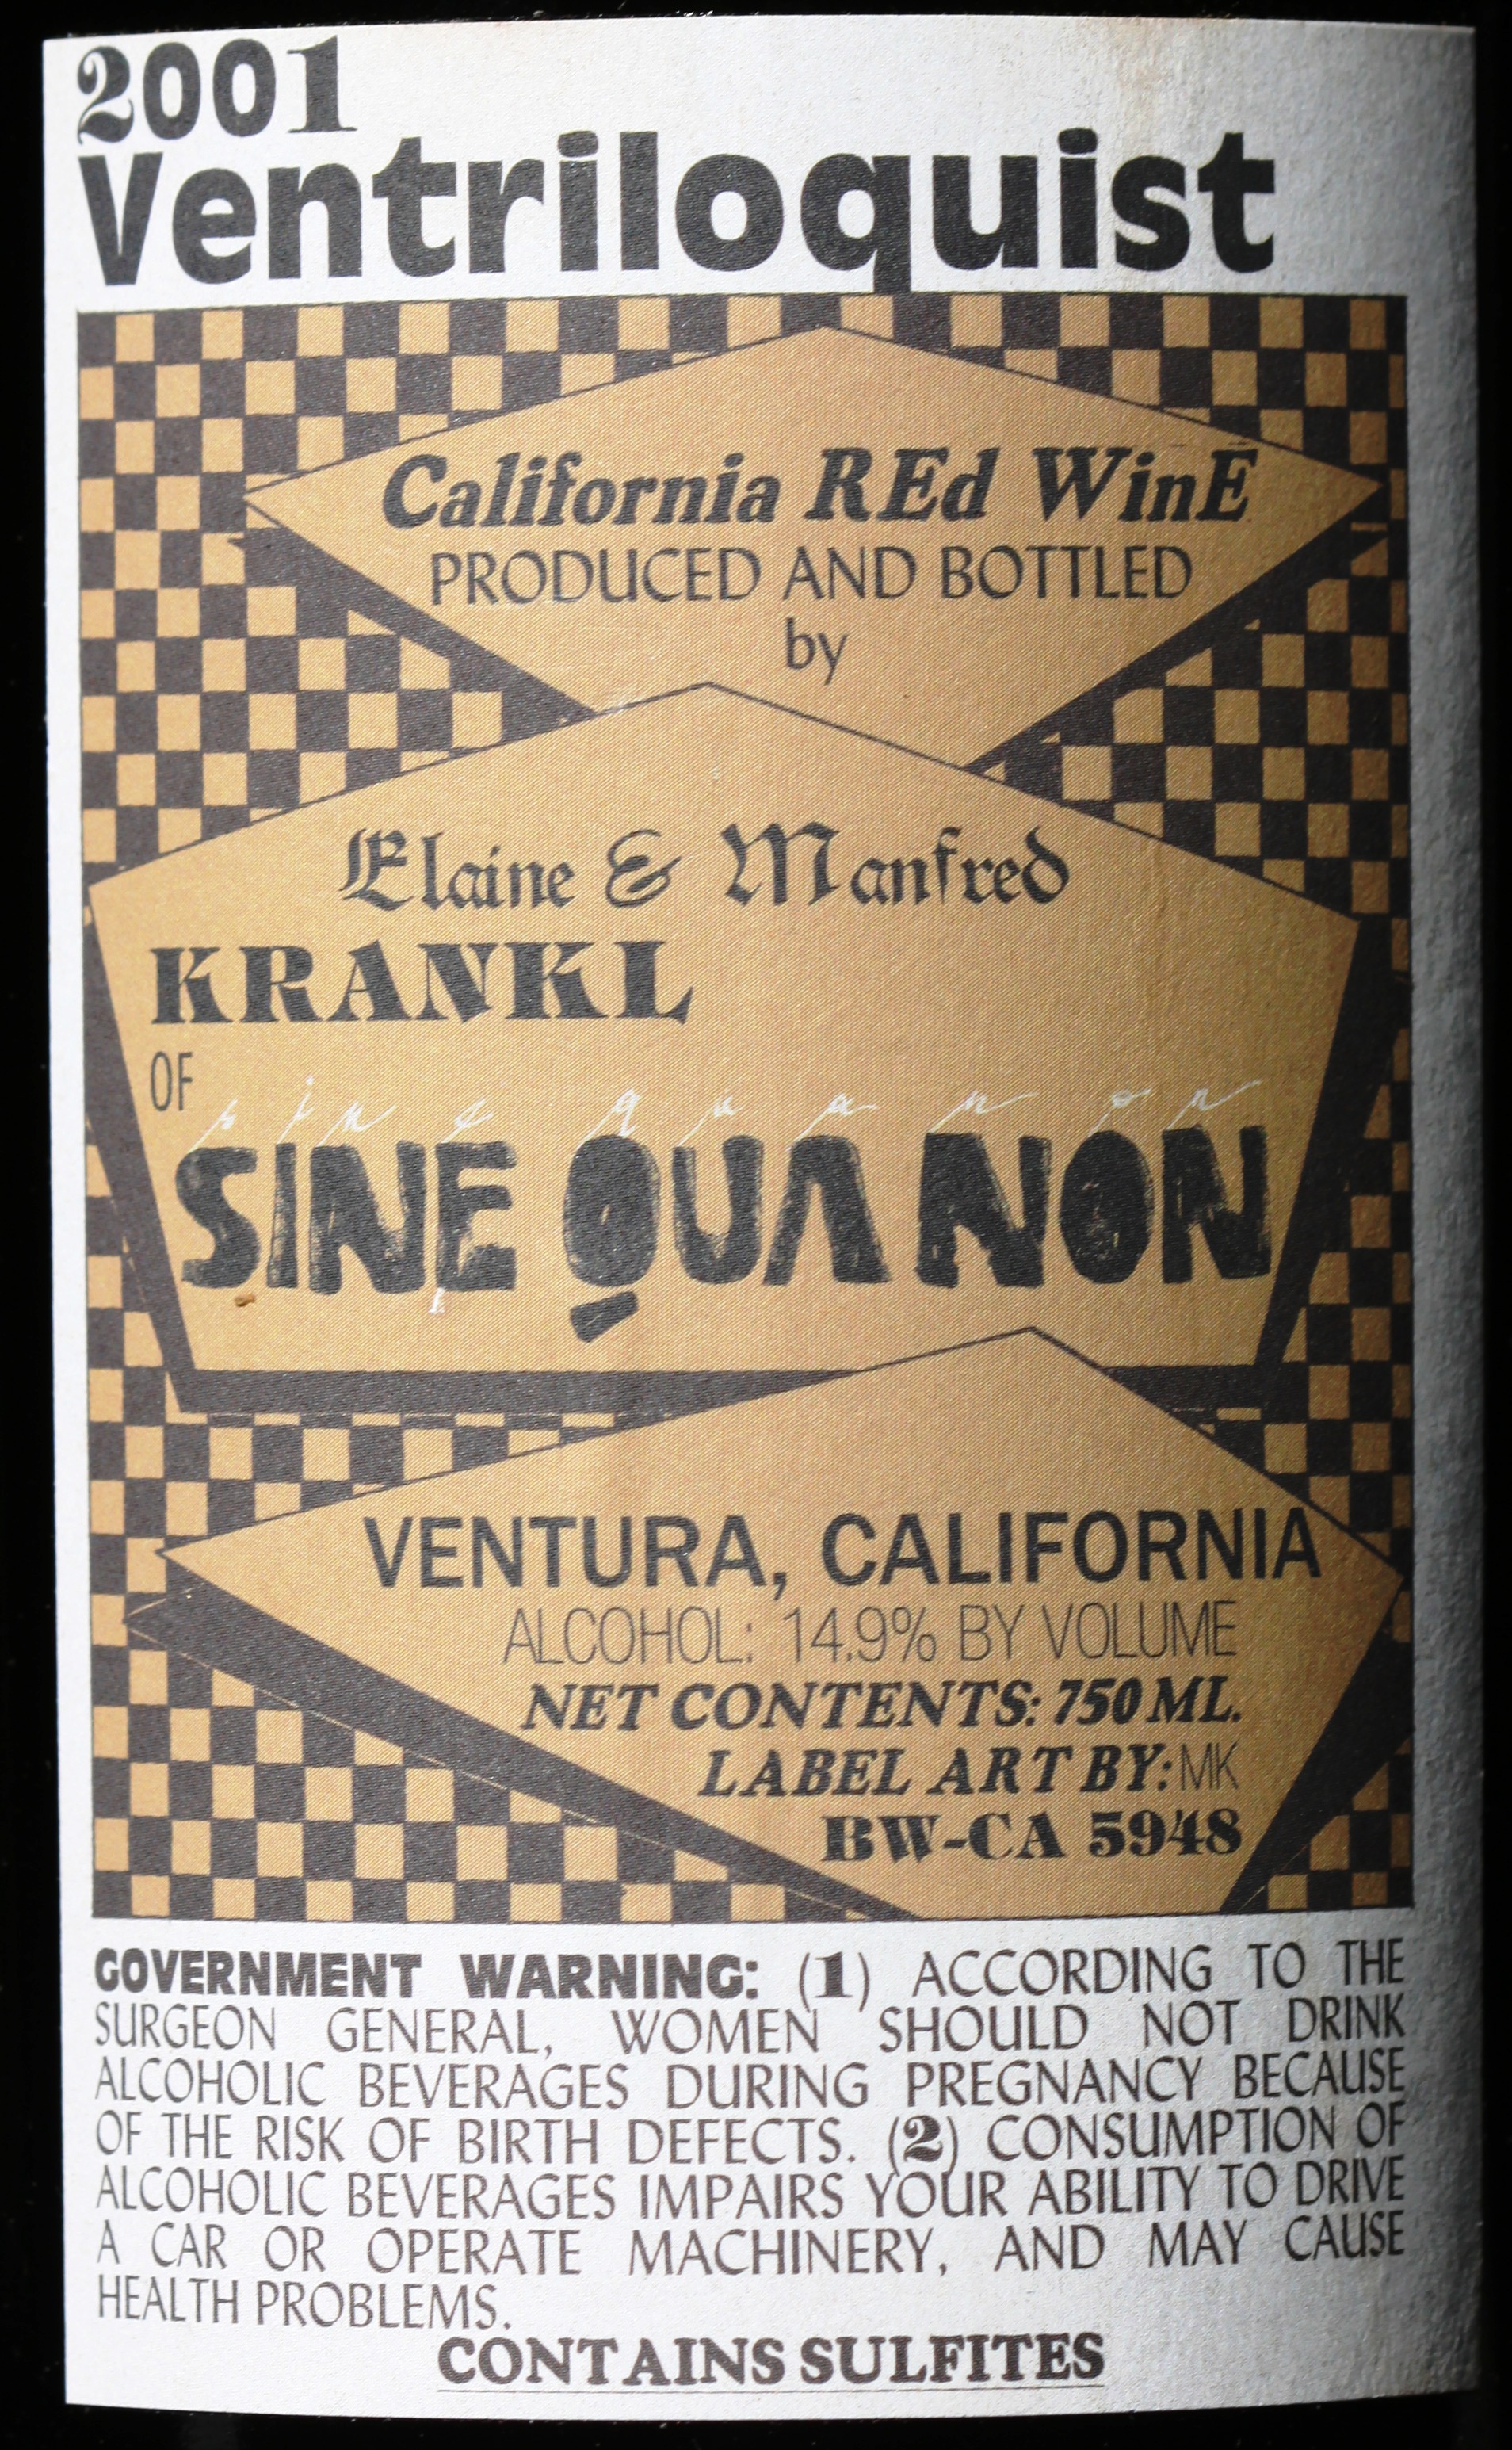 2001
Ventriloquist
California REd WinE
PRODUCED AND BOTTLED
by
Elaine & Manfred
KRANKL
OF
sine qua non
SINE QUA NON
VENTURA, CALIFORNIA
ALCOHOL: 14.9% BY VOLUME
NET CONTENTS: 750 ML.
LABEL ART BY: MK
BW-CA 5948
GOVERNMENT WARNING: (1) ACCORDING TO THE
SURGEON GENERAL, WOMEN SHOULD NOT DRINK
ALCOHOLIC BEVERAGES DURING PREGNANCY BECAUSE
OF THE RISK OF BIRTH DEFECTS. (2) CONSUMPTION OF
ALCOHOLIC BEVERAGES IMPAIRS YOUR ABILITY TO DRIVE
A CAR OR OPERATE MACHINERY, AND MAY CAUSE
HEALTH PROBLEMS.
CONTAINS SULFITES